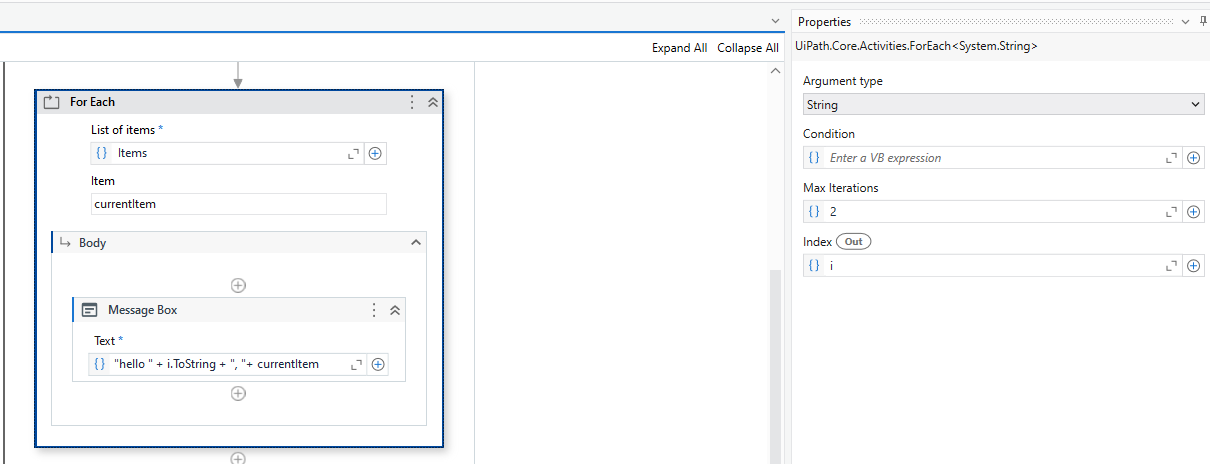 Expand All Collapse All
For Each
List of items *
Items
Item
currentItem
Body
Message Box
Text *
"hello " + i.ToString + ", "+ currentItem
Properties
UiPath.Core.Activities.ForEach<System.String>
Argument type
String
Condition
Enter a VB expression
Max Iterations
2
Index Out
i